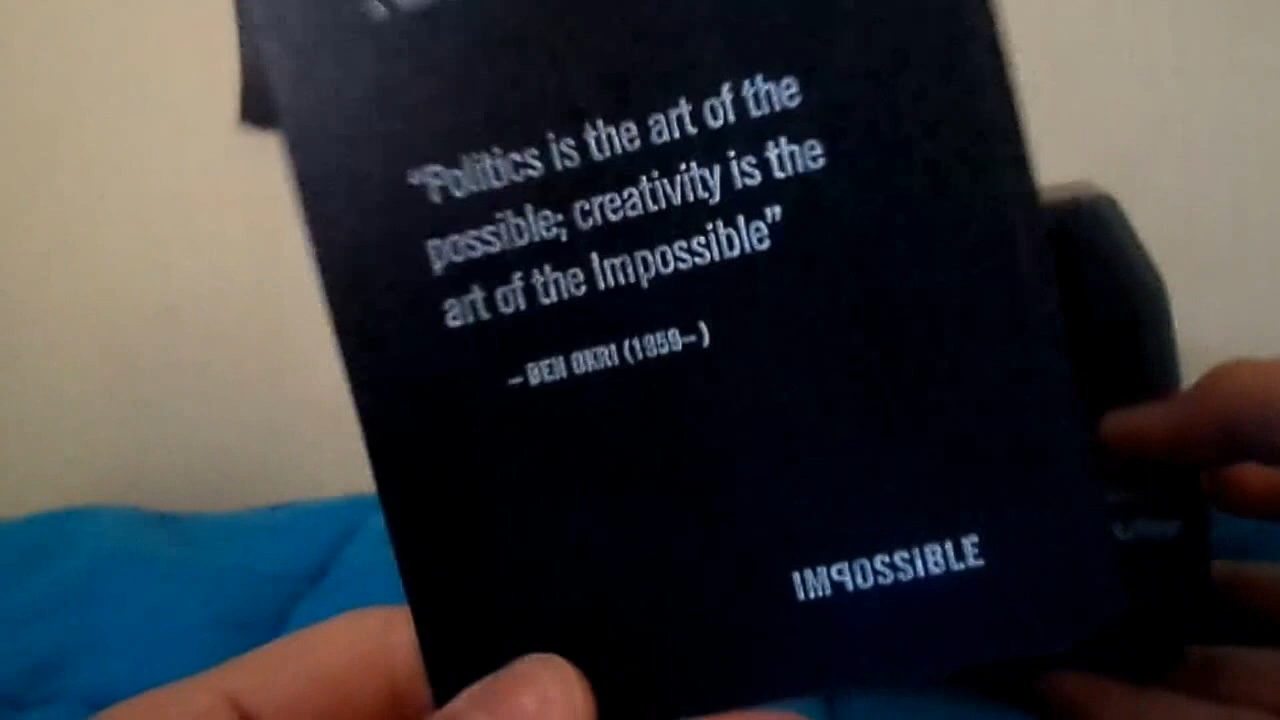 “Politics is the art of the
possible; creativity is the
art of the Impossible”
– BEN OKRI (1959– )
IMPOSSIBLE